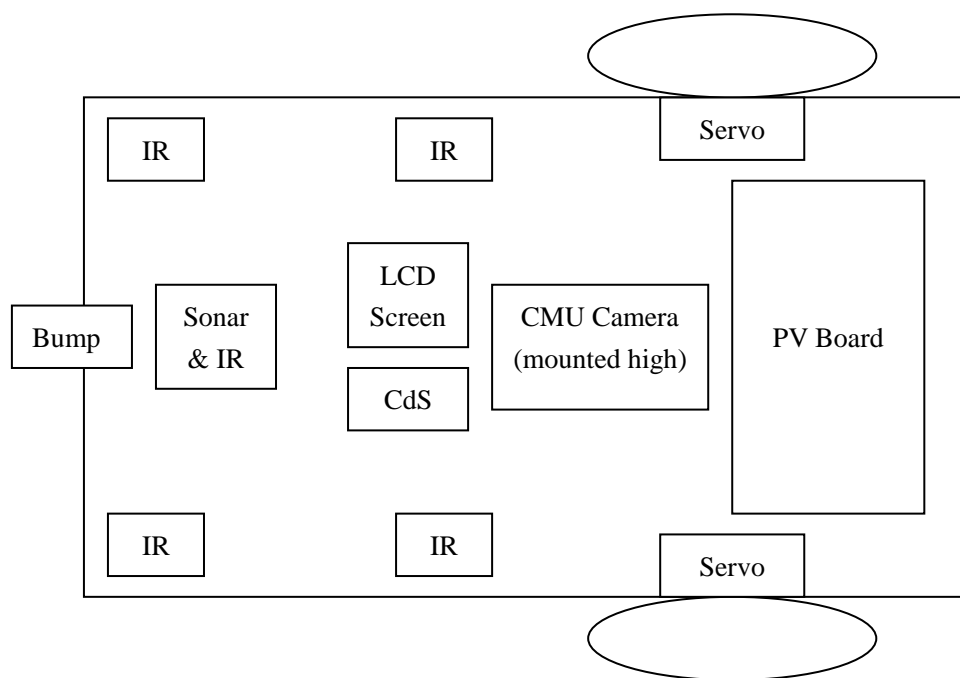 Servo
IR
IR
LCD
Screen
Bump
Sonar
& IR
CMU Camera
(mounted high)
PV Board
CdS
IR
IR
Servo